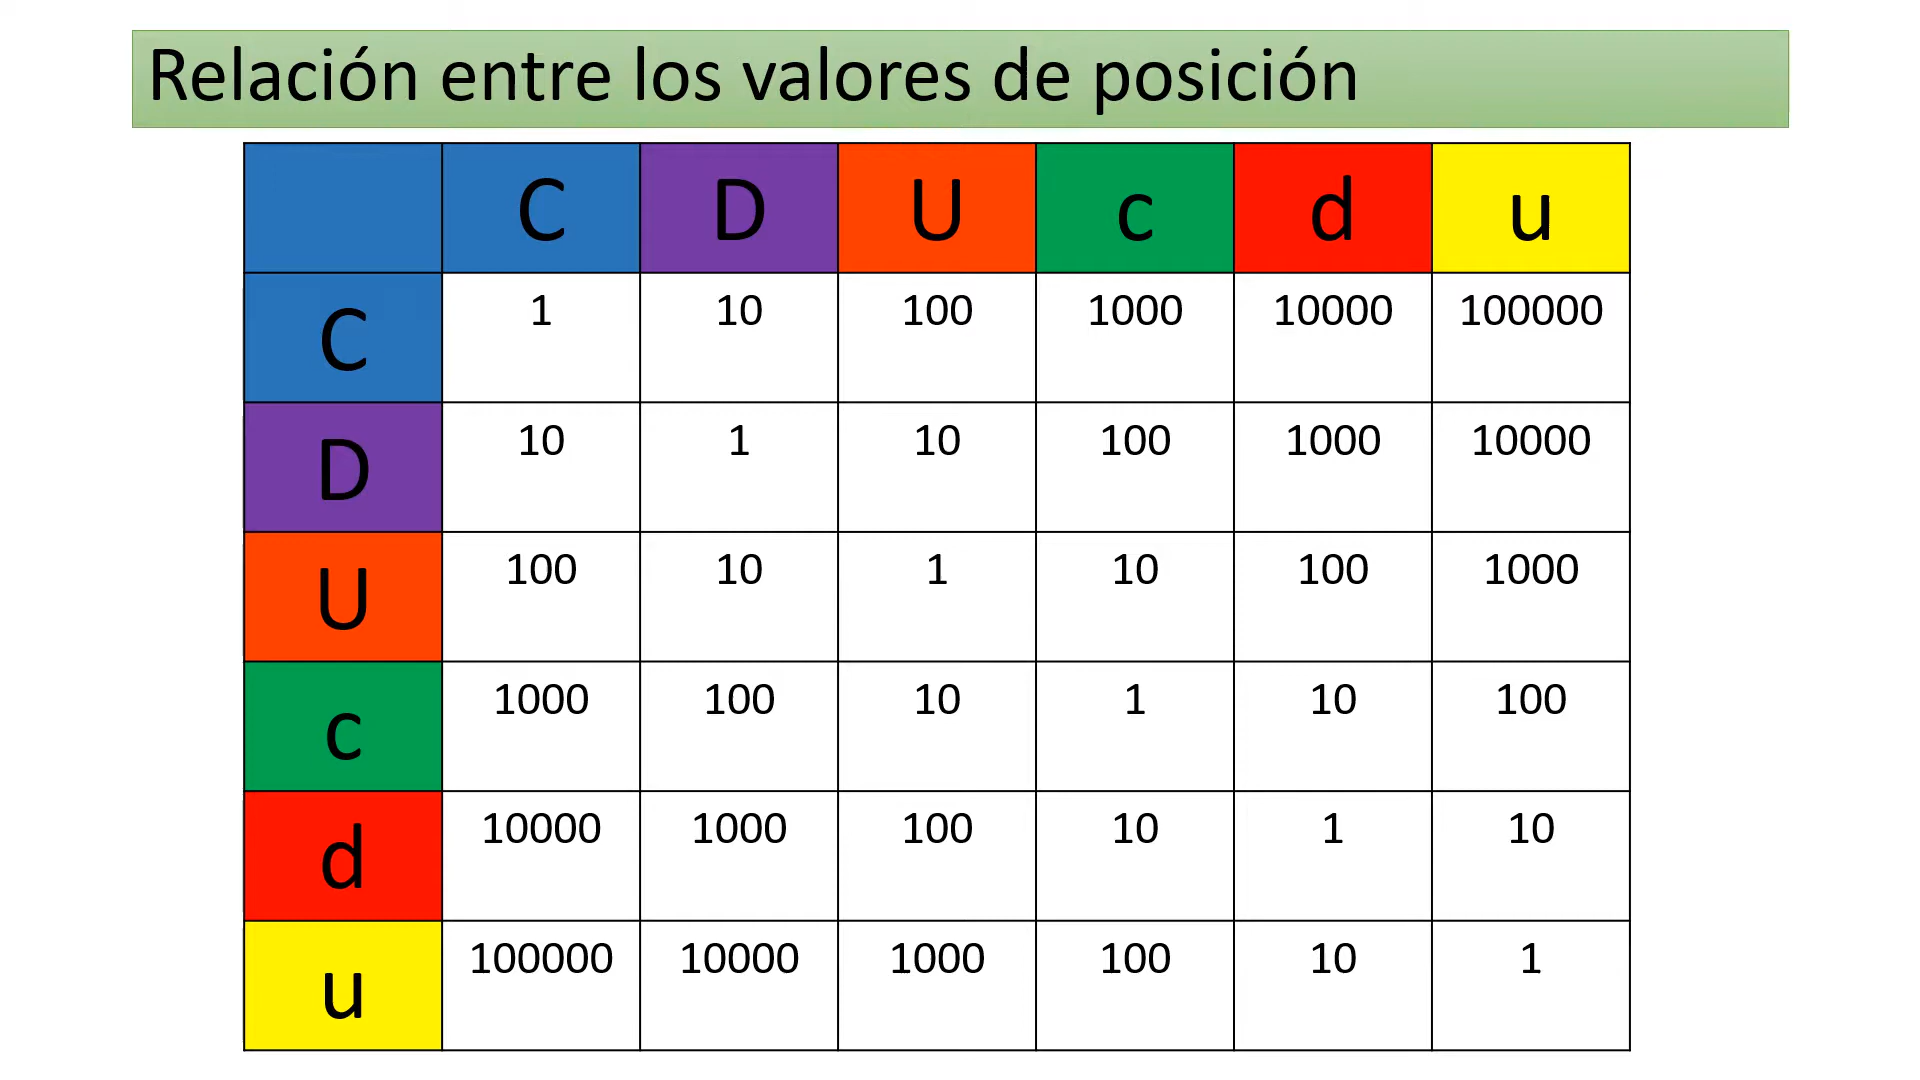 Relación entre los valores de posición
C D U c d u
C 1 10 100 1000 10000 100000
D 10 1 10 100 1000 10000
U 100 10 1 10 100 1000
c 1000 100 10 1 10 100
d 10000 1000 100 10 1 10
u 100000 10000 1000 100 10 1